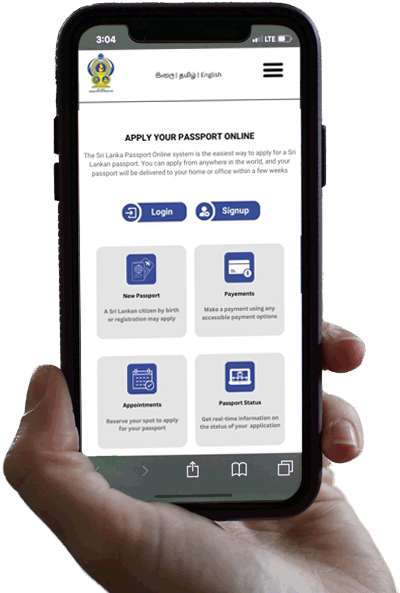 3:04 LTE
සිංහල | தமிழ் | English
APPLY YOUR PASSPORT ONLINE
The Sri Lanka Passport Online system is the easiest way to apply for a Sri
Lankan passport. You can apply from anywhere in the world, and your
passport will be delivered to your home or office within a few weeks
Login
Signup
New Passport
A Sri Lankan citizen by birth
or registration may apply
Payements
Make a payment using any
accessible payment options
Appointments
Reserve your spot to apply
for your passport
Passport Status
Get real-time information on
the status of your application